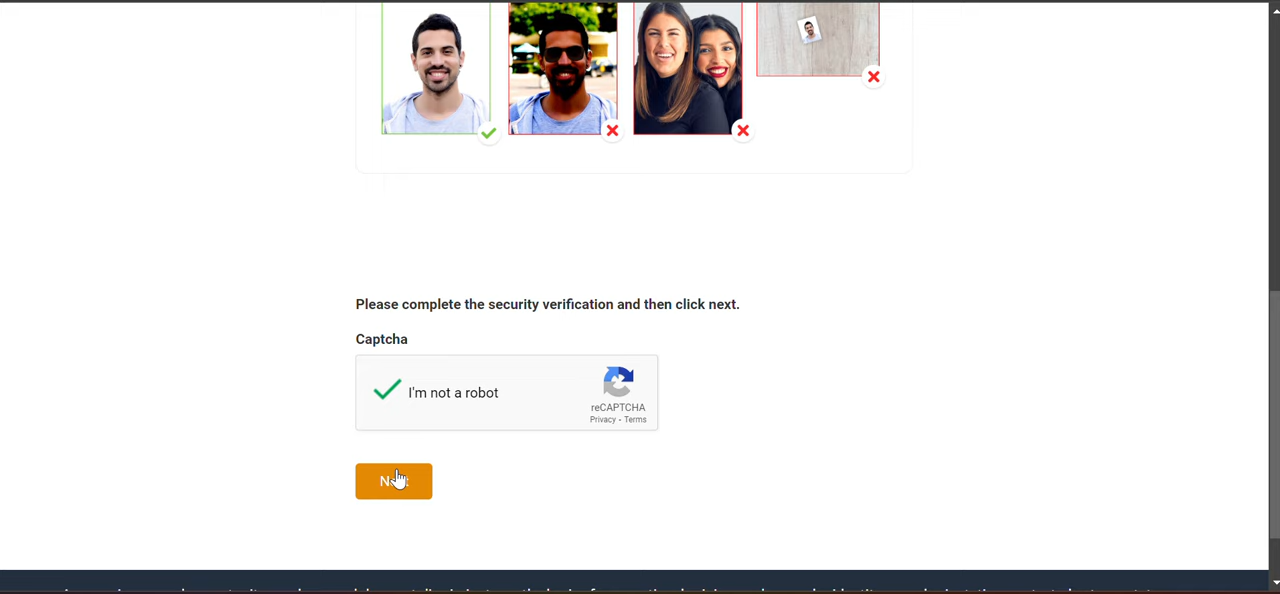 Please complete the security verification and then click next.
Captcha
I'm not a robot
reCAPTCHA
Privacy - Terms